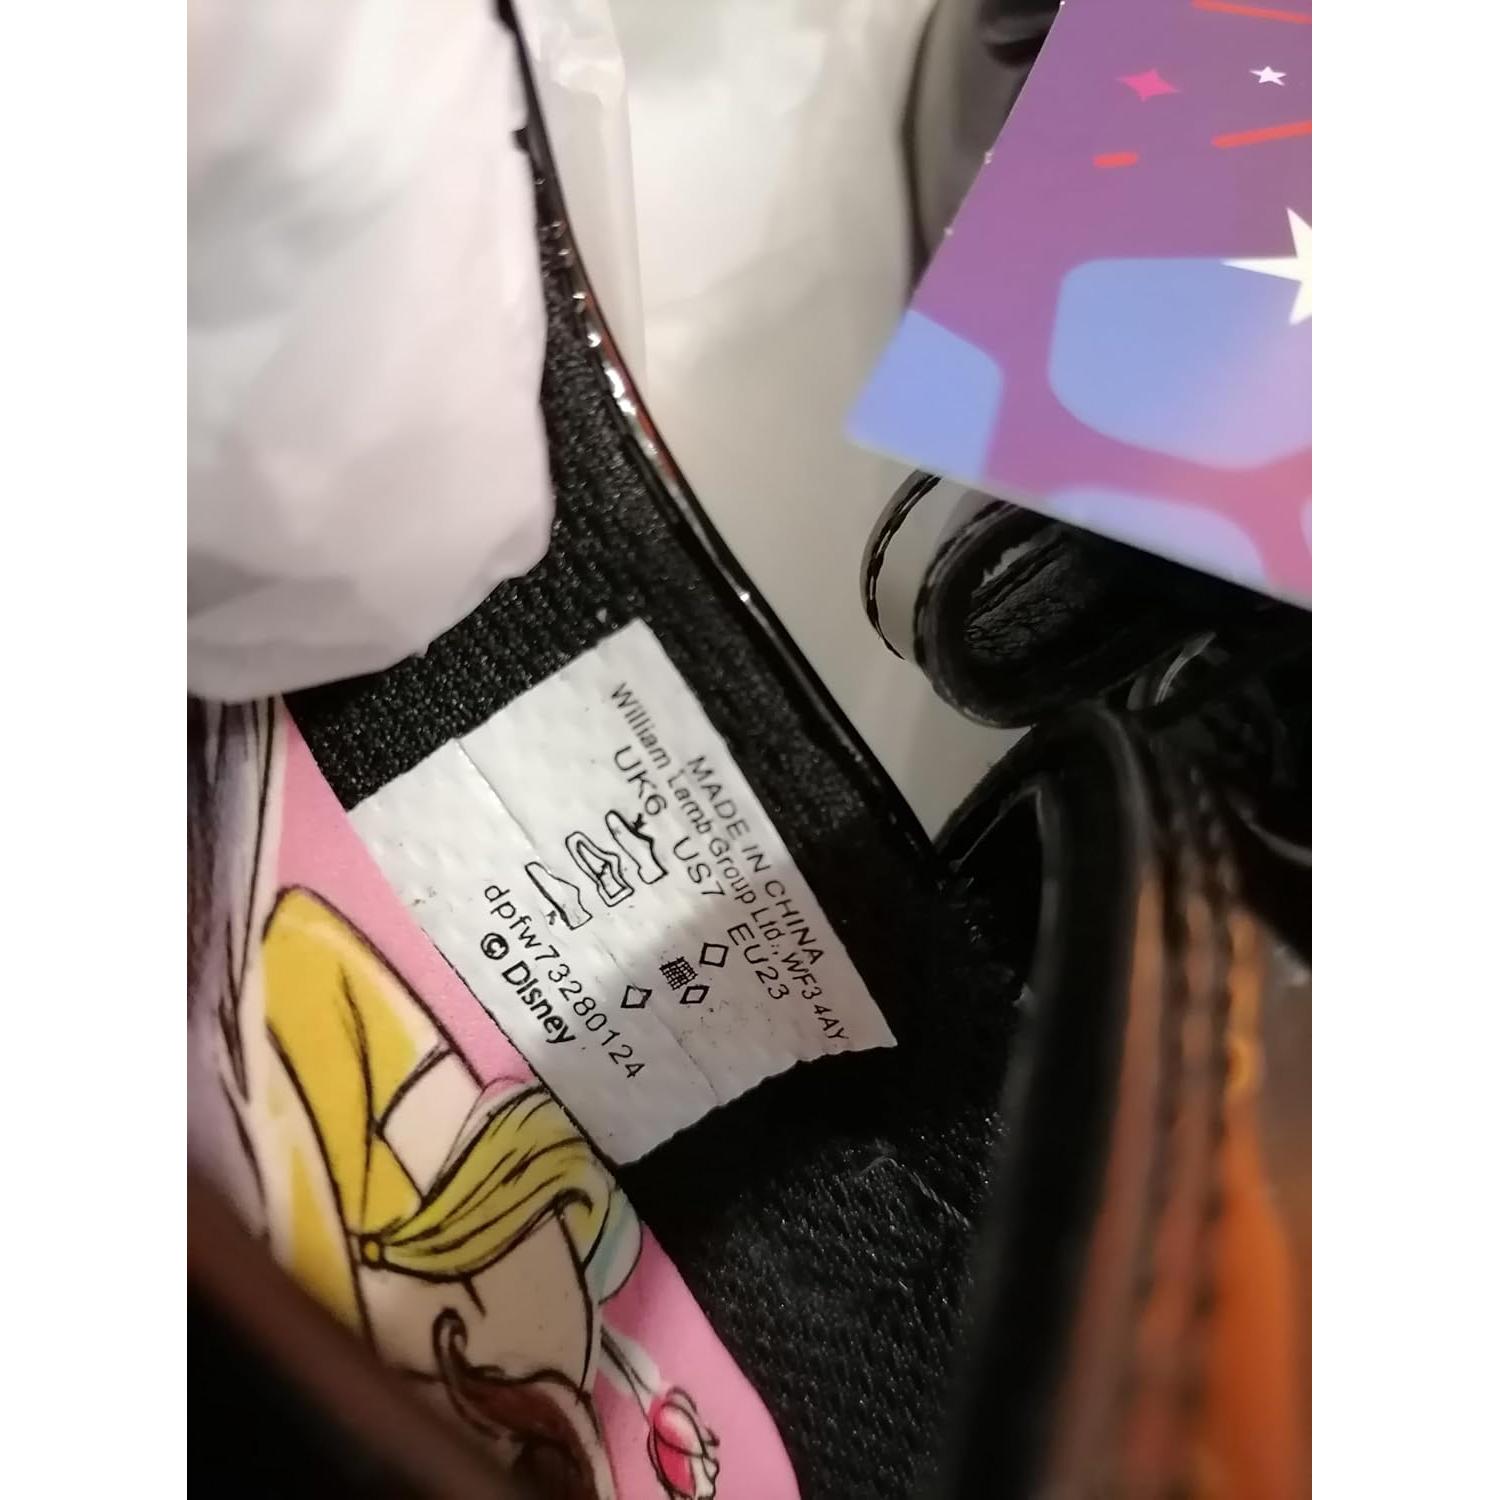 MADE IN CHINA
William Lamb Group Ltd., WF3 4AY
UK6 US7 EU23
dpfw73280124
© Disney